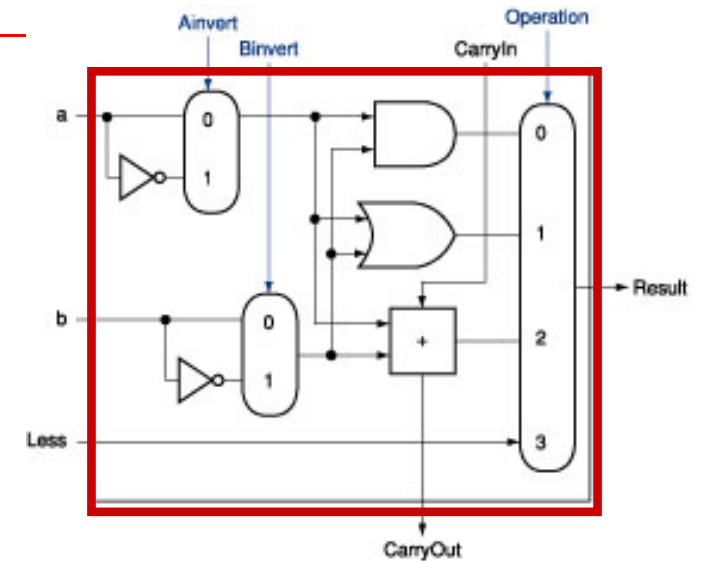 Operation
Ainvert
Binvert
CarryIn
a
0
1
0
1
Result
b
0
1
+
2
Less
3
CarryOut